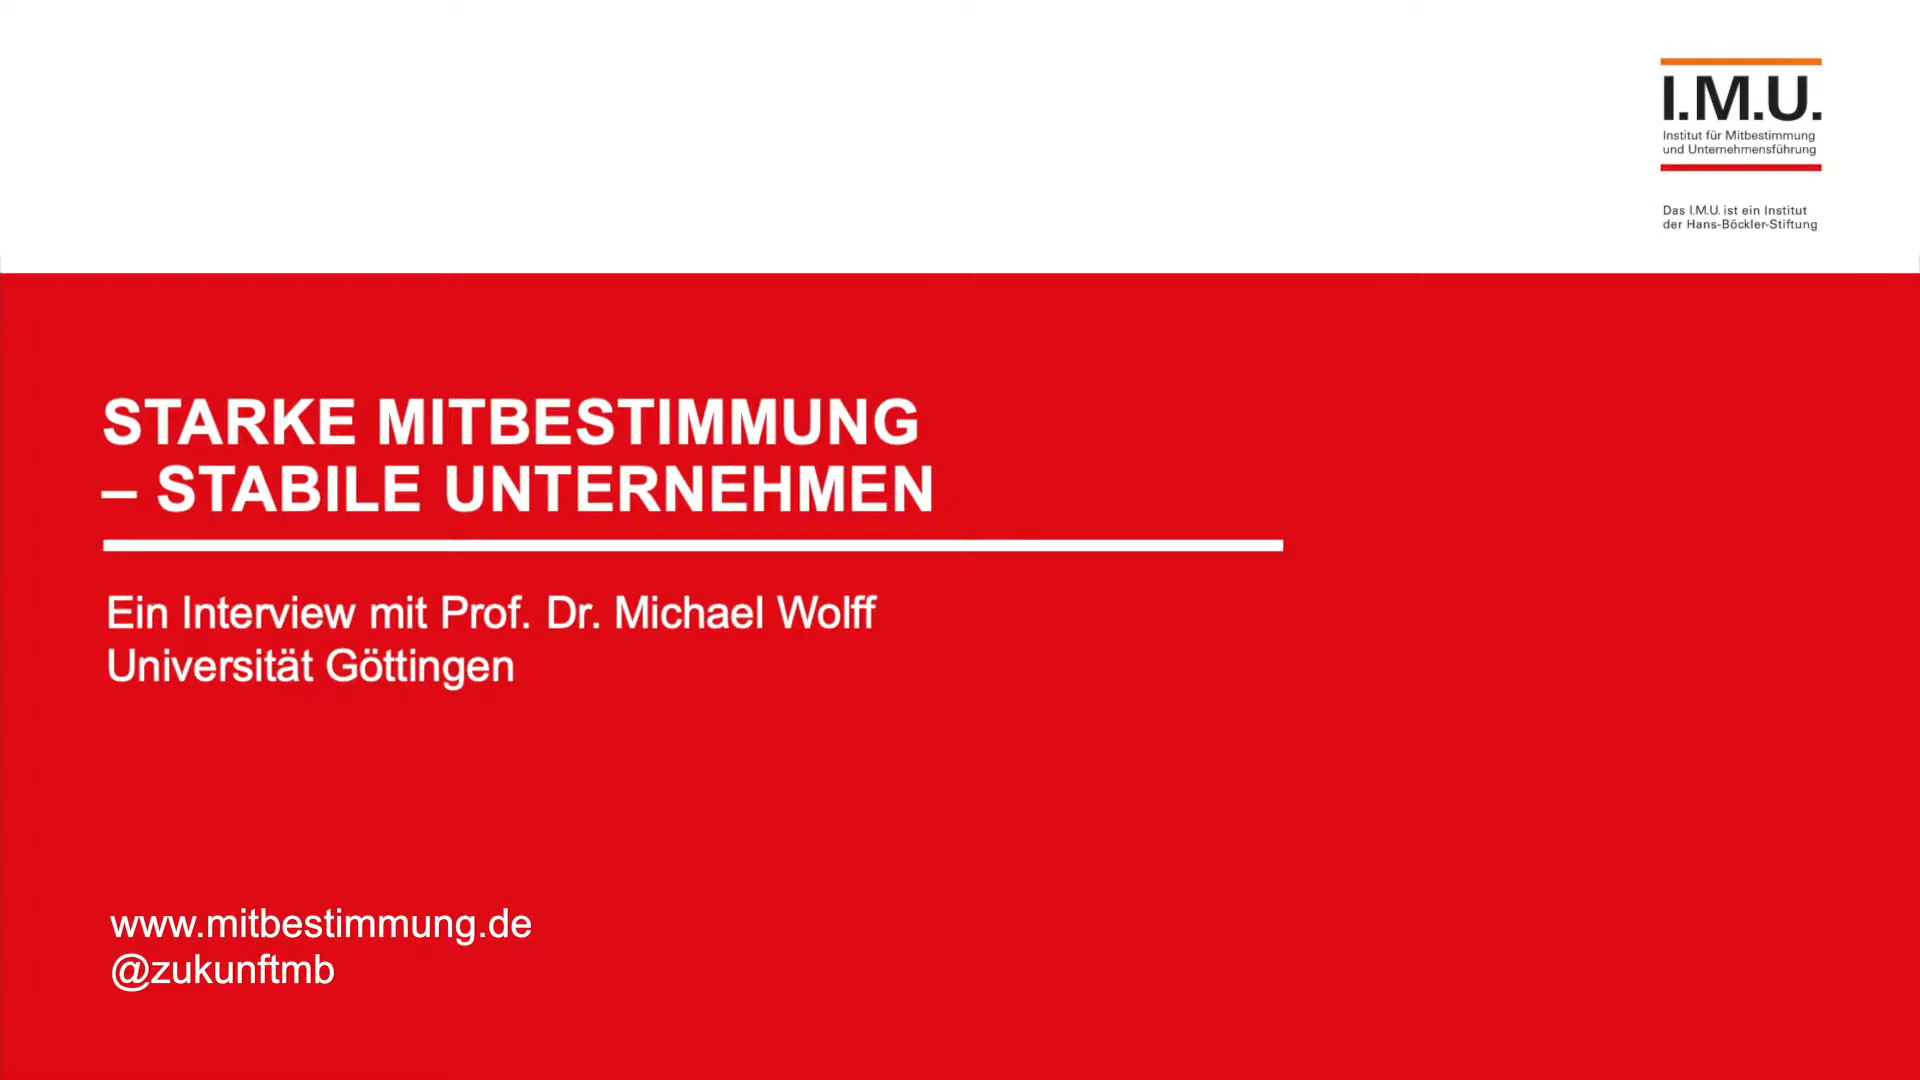 I.M.U.
Institut für Mitbestimmung
und Unternehmensführung
Das I.M.U. ist ein Institut
der Hans-Böckler-Stiftung
STARKE MITBESTIMMUNG
– STABILE UNTERNEHMEN
Ein Interview mit Prof. Dr. Michael Wolff
Universität Göttingen
www.mitbestimmung.de
@zukunftmb